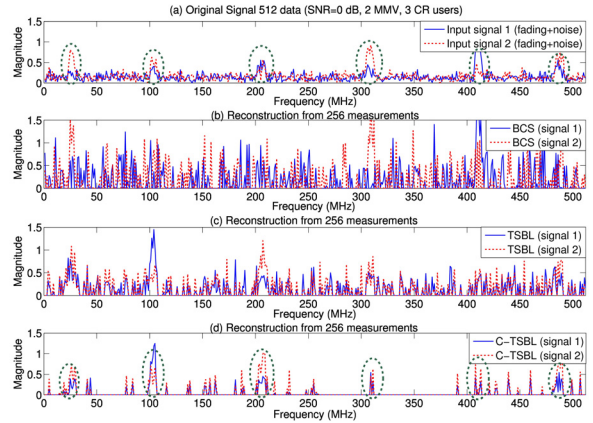 (a) Original Signal 512 data (SNR=0 dB, 2 MMV, 3 CR users)
Magnitude
1.5
1
0.5
0
Input signal 1 (fading+noise)
Input signal 2 (fading+noise)
0 50 100 150 200 250 300 350 400 450 500
Frequency (MHz)
(b) Reconstruction from 256 measurements
Magnitude
1.5
1
0.5
0
BCS (signal 1)
BCS (signal 2)
0 50 100 150 200 250 300 350 400 450 500
Frequency (MHz)
(c) Reconstruction from 256 measurements
Magnitude
1.5
1
0.5
0
TSBL (signal 1)
TSBL (signal 2)
0 50 100 150 200 250 300 350 400 450 500
Frequency (MHz)
(d) Reconstruction from 256 measurements
Magnitude
1.5
1
0.5
0
C-TSBL (signal 1)
C-TSBL (signal 2)
0 50 100 150 200 250 300 350 400 450 500
Frequency (MHz)